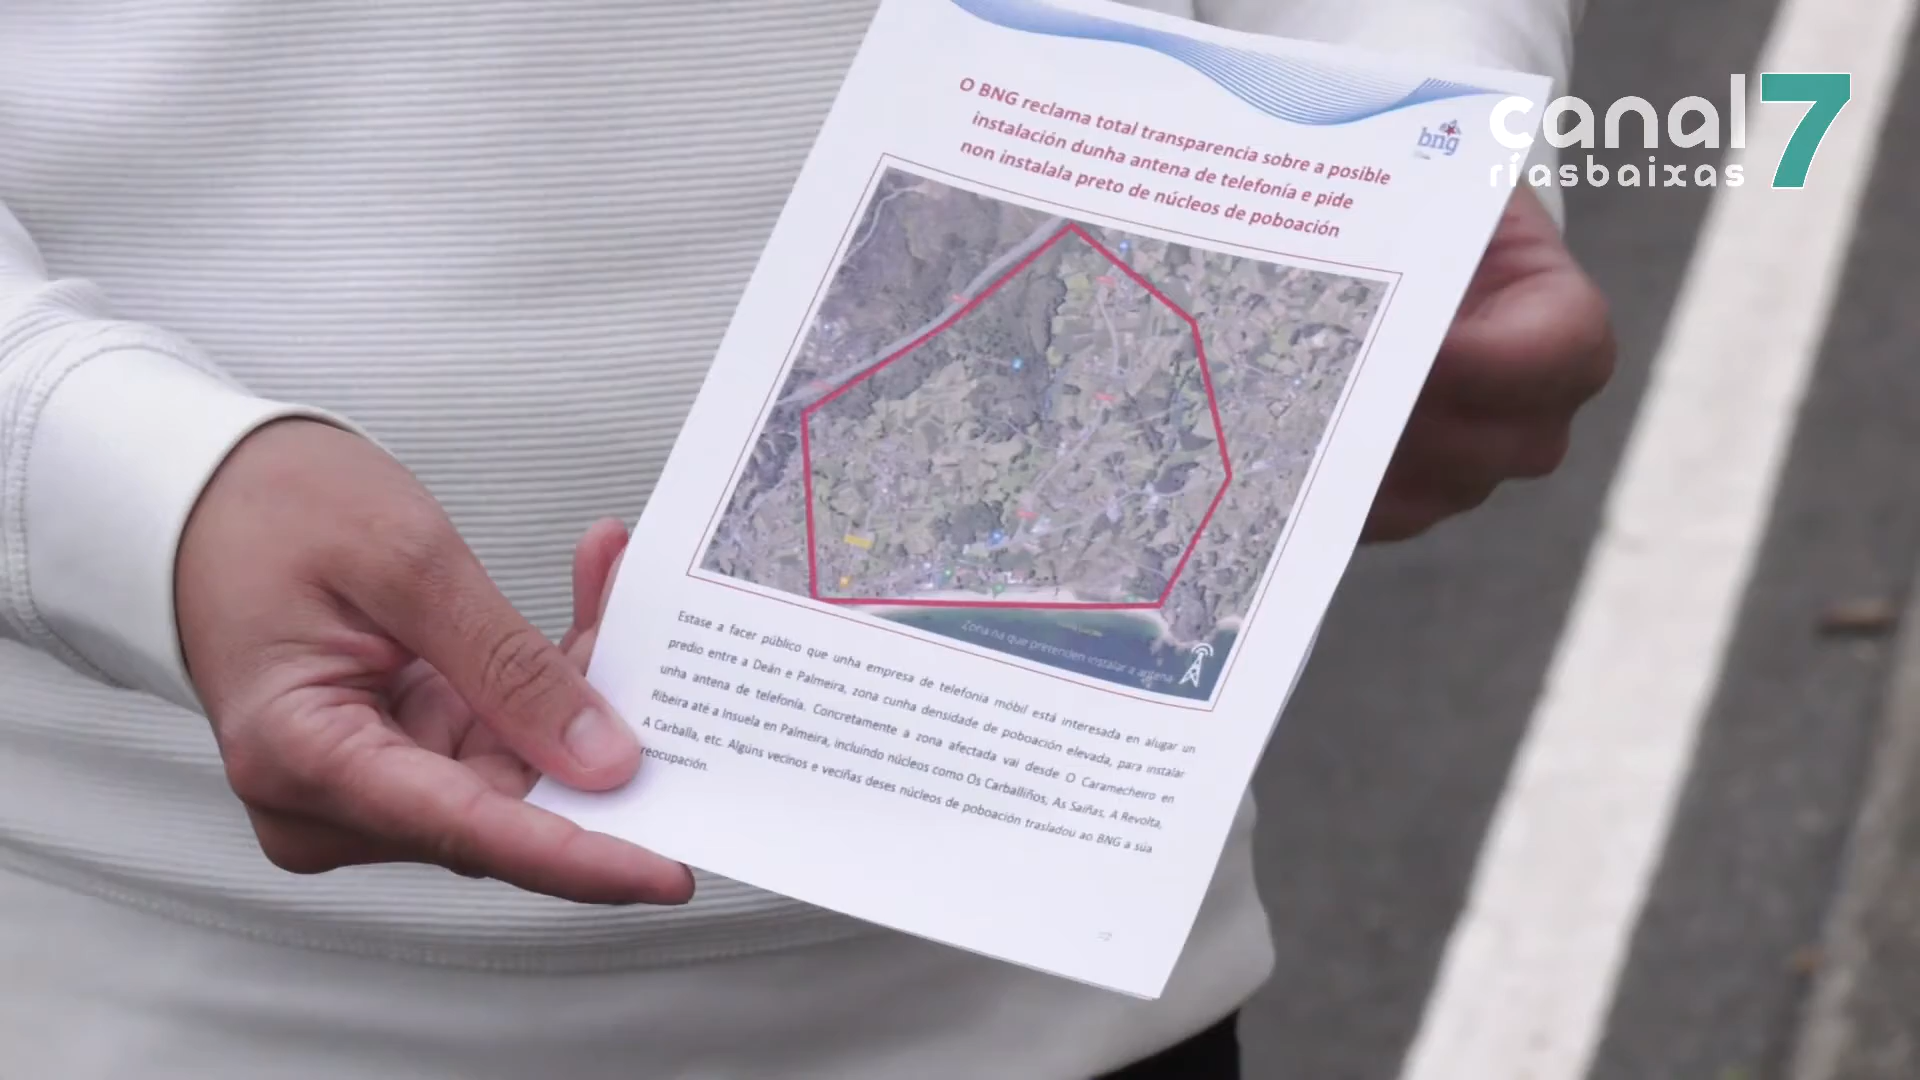 O BNG reclama total transparencia sobre a posible
instalación dunha antena de telefonía e pide
non instalala preto de núcleos de poboación
bng
canal 7
ríasbaixas
Zona na que pretenden instalar a antena
Estase a facer público que unha empresa de telefonía móbil está interesada en alugar un
predio entre a Deán e Palmeira, zona cunha densidade de poboación elevada, para instalar
unha antena de telefonía. Concretamente a zona afectada vai desde O Caramecheiro en
Ribeira até a Insuela en Palmeira, incluíndo núcleos como Os Carballiños, As Saíñas, A Revolta,
A Carballa, etc. Algúns veciños e veciñas deses núcleos de poboación trasladou ao BNG a súa
reocupación.